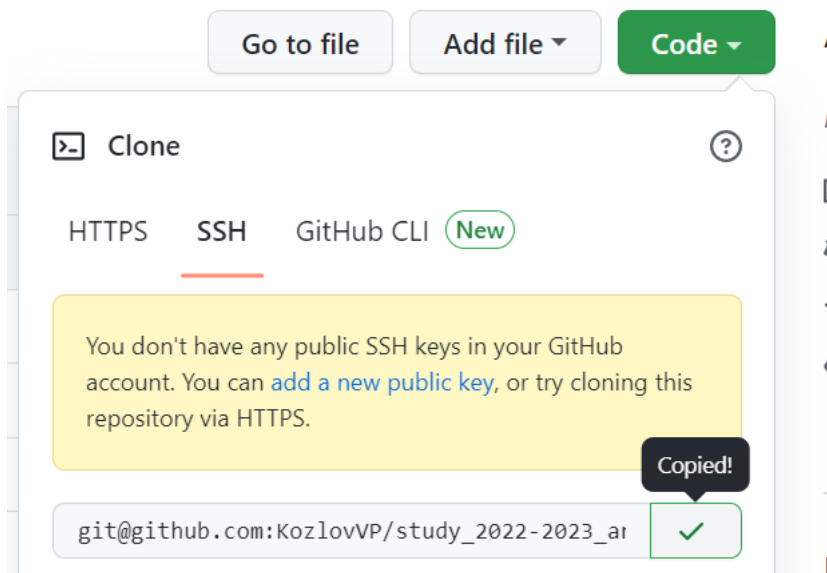 Go to file Add file Code
Clone
HTTPS SSH GitHub CLI New
You don't have any public SSH keys in your GitHub
account. You can add a new public key, or try cloning this
repository via HTTPS.
Copied!
git@github.com:KozlovVP/study_2022-2023_ar